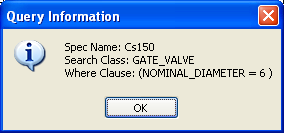 Query Information
Spec Name: Cs150
Search Class: GATE_VALVE
Where Clause: (NOMINAL_DIAMETER = 6 )
OK